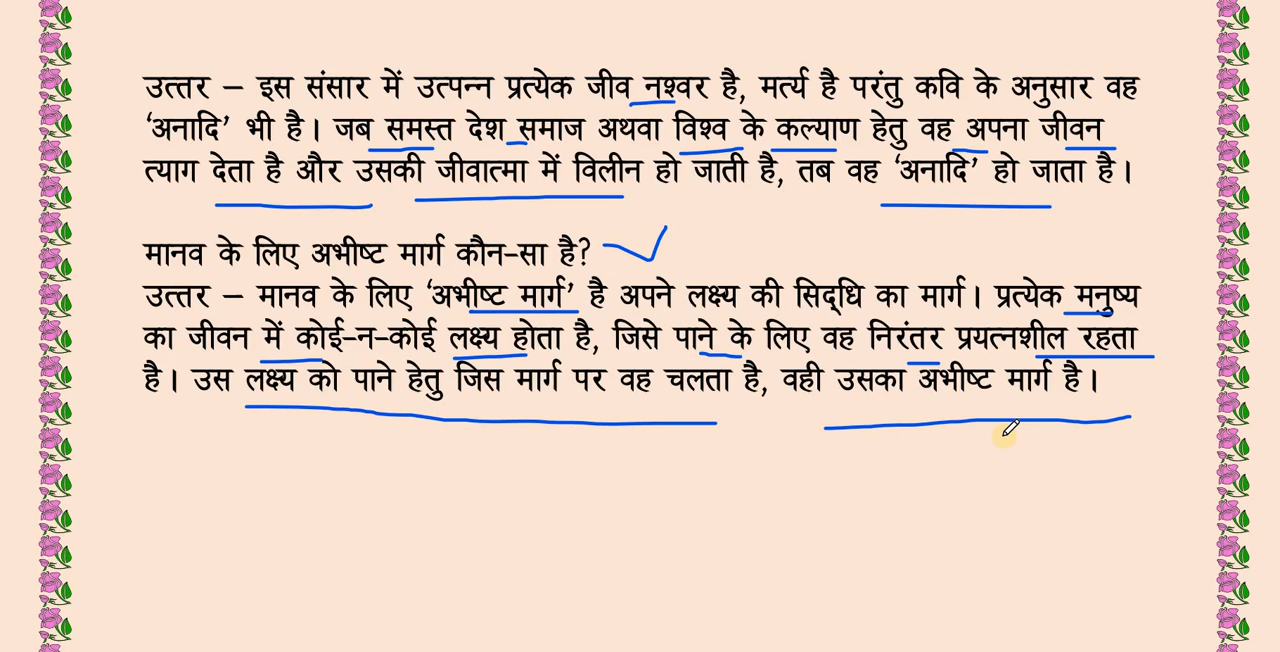 उत्तर – इस संसार में उत्पन्न प्रत्येक जीव नश्वर है, मर्त्य है परंतु कवि के अनुसार वह
‘अनादि’ भी है। जब समस्त देश समाज अथवा विश्व के कल्याण हेतु वह अपना जीवन
त्याग देता है और उसकी जीवात्मा में विलीन हो जाती है, तब वह ‘अनादि’ हो जाता है।
मानव के लिए अभीष्ट मार्ग कौन–सा है?
उत्तर – मानव के लिए ‘अभीष्ट मार्ग’ है अपने लक्ष्य की सिद्धि का मार्ग। प्रत्येक मनुष्य
का जीवन में कोई–न–कोई लक्ष्य होता है, जिसे पाने के लिए वह निरंतर प्रयत्नशील रहता
है। उस लक्ष्य को पाने हेतु जिस मार्ग पर वह चलता है, वही उसका अभीष्ट मार्ग है।